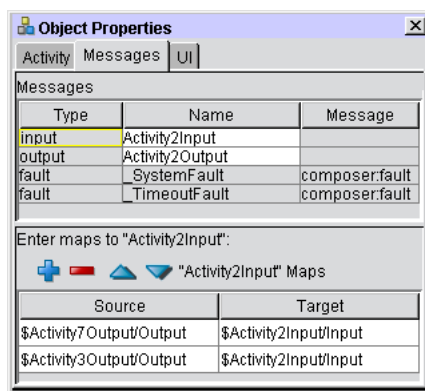 Object Properties
Activity Messages UI
Messages
Type Name Message
input Activity2Input
output Activity2Output
fault _SystemFault composer:fault
fault _TimeoutFault composer:fault
Enter maps to "Activity2Input":
"Activity2Input" Maps
Source Target
$Activity7Output/Output $Activity2Input/Input
$Activity3Output/Output $Activity2Input/Input